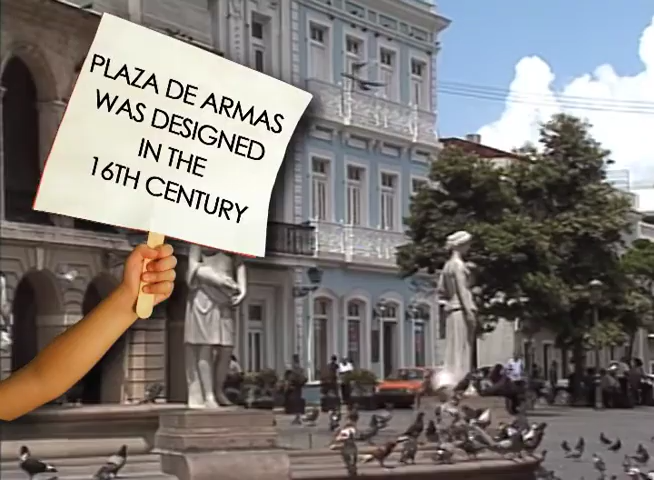 PLAZA DE ARMAS
WAS DESIGNED
IN THE
16TH CENTURY